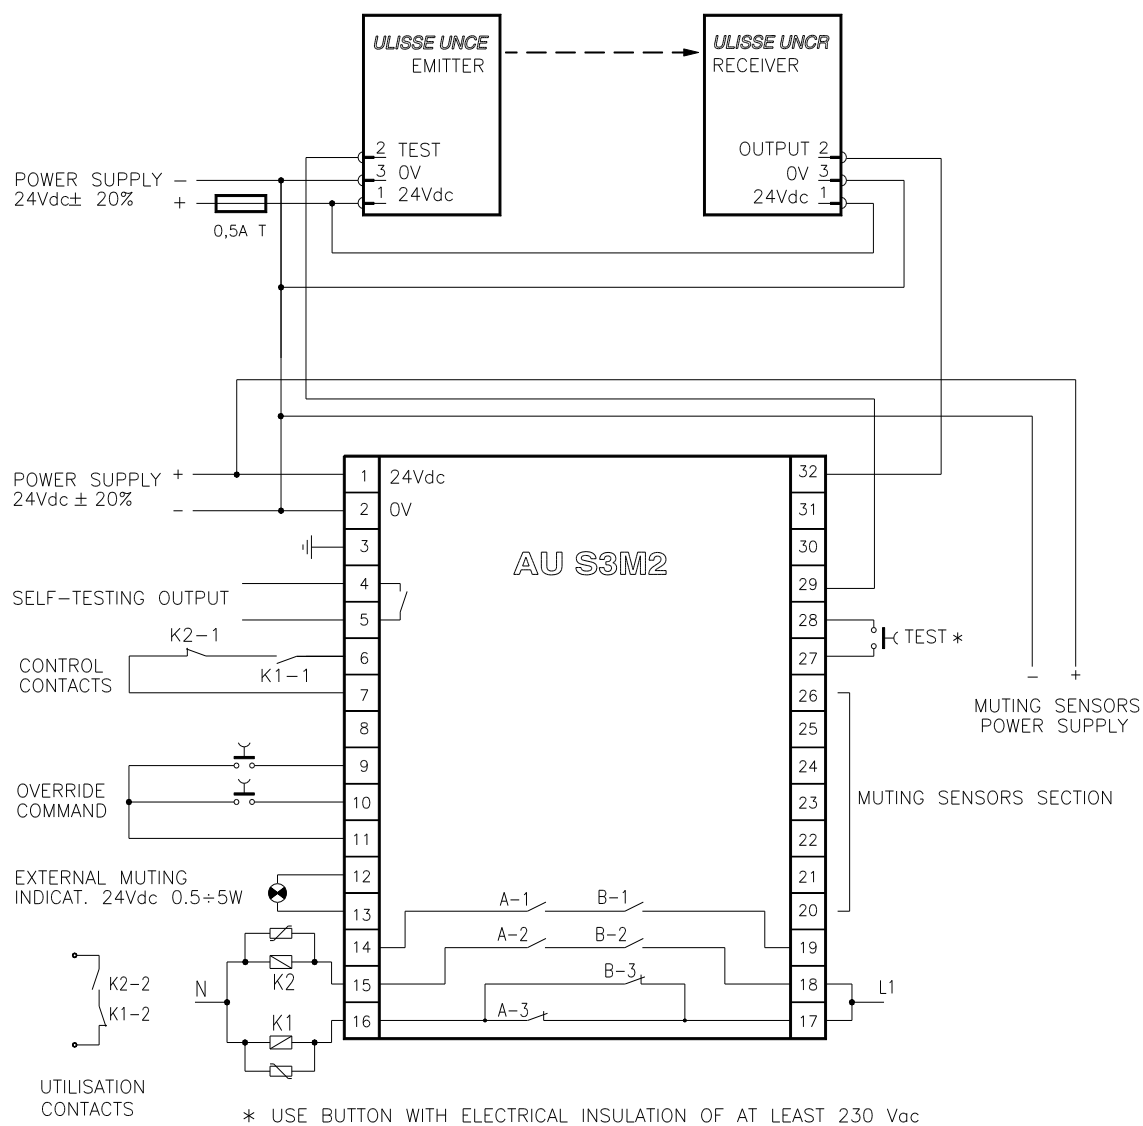 ULISSE UNCE
EMITTER
2 TEST
3 0V
1 24Vdc
ULISSE UNCR
RECEIVER
OUTPUT 2
0V 3
24Vdc 1
POWER SUPPLY −
24Vdc± 20% +
0,5A T
POWER SUPPLY +
24Vdc ± 20%
−
1 24Vdc
2 0V
3
4
5
6
7
8
9
10
11
12
13
14
15
16
AU S3M2
32
31
30
29
28
27
26
25
24
23
22
21
20
19
18
17
SELF−TESTING OUTPUT
K2−1
K1−1
CONTROL
CONTACTS
OVERRIDE
COMMAND
EXTERNAL MUTING
INDICAT. 24Vdc 0.5÷5W
TEST *
− +
MUTING SENSORS
POWER SUPPLY
MUTING SENSORS SECTION
A−1 B−1
A−2 B−2
B−3
A−3
K2−2
K1−2
N
K2
K1
L1
UTILISATION
CONTACTS
* USE BUTTON WITH ELECTRICAL INSULATION OF AT LEAST 230 Vac